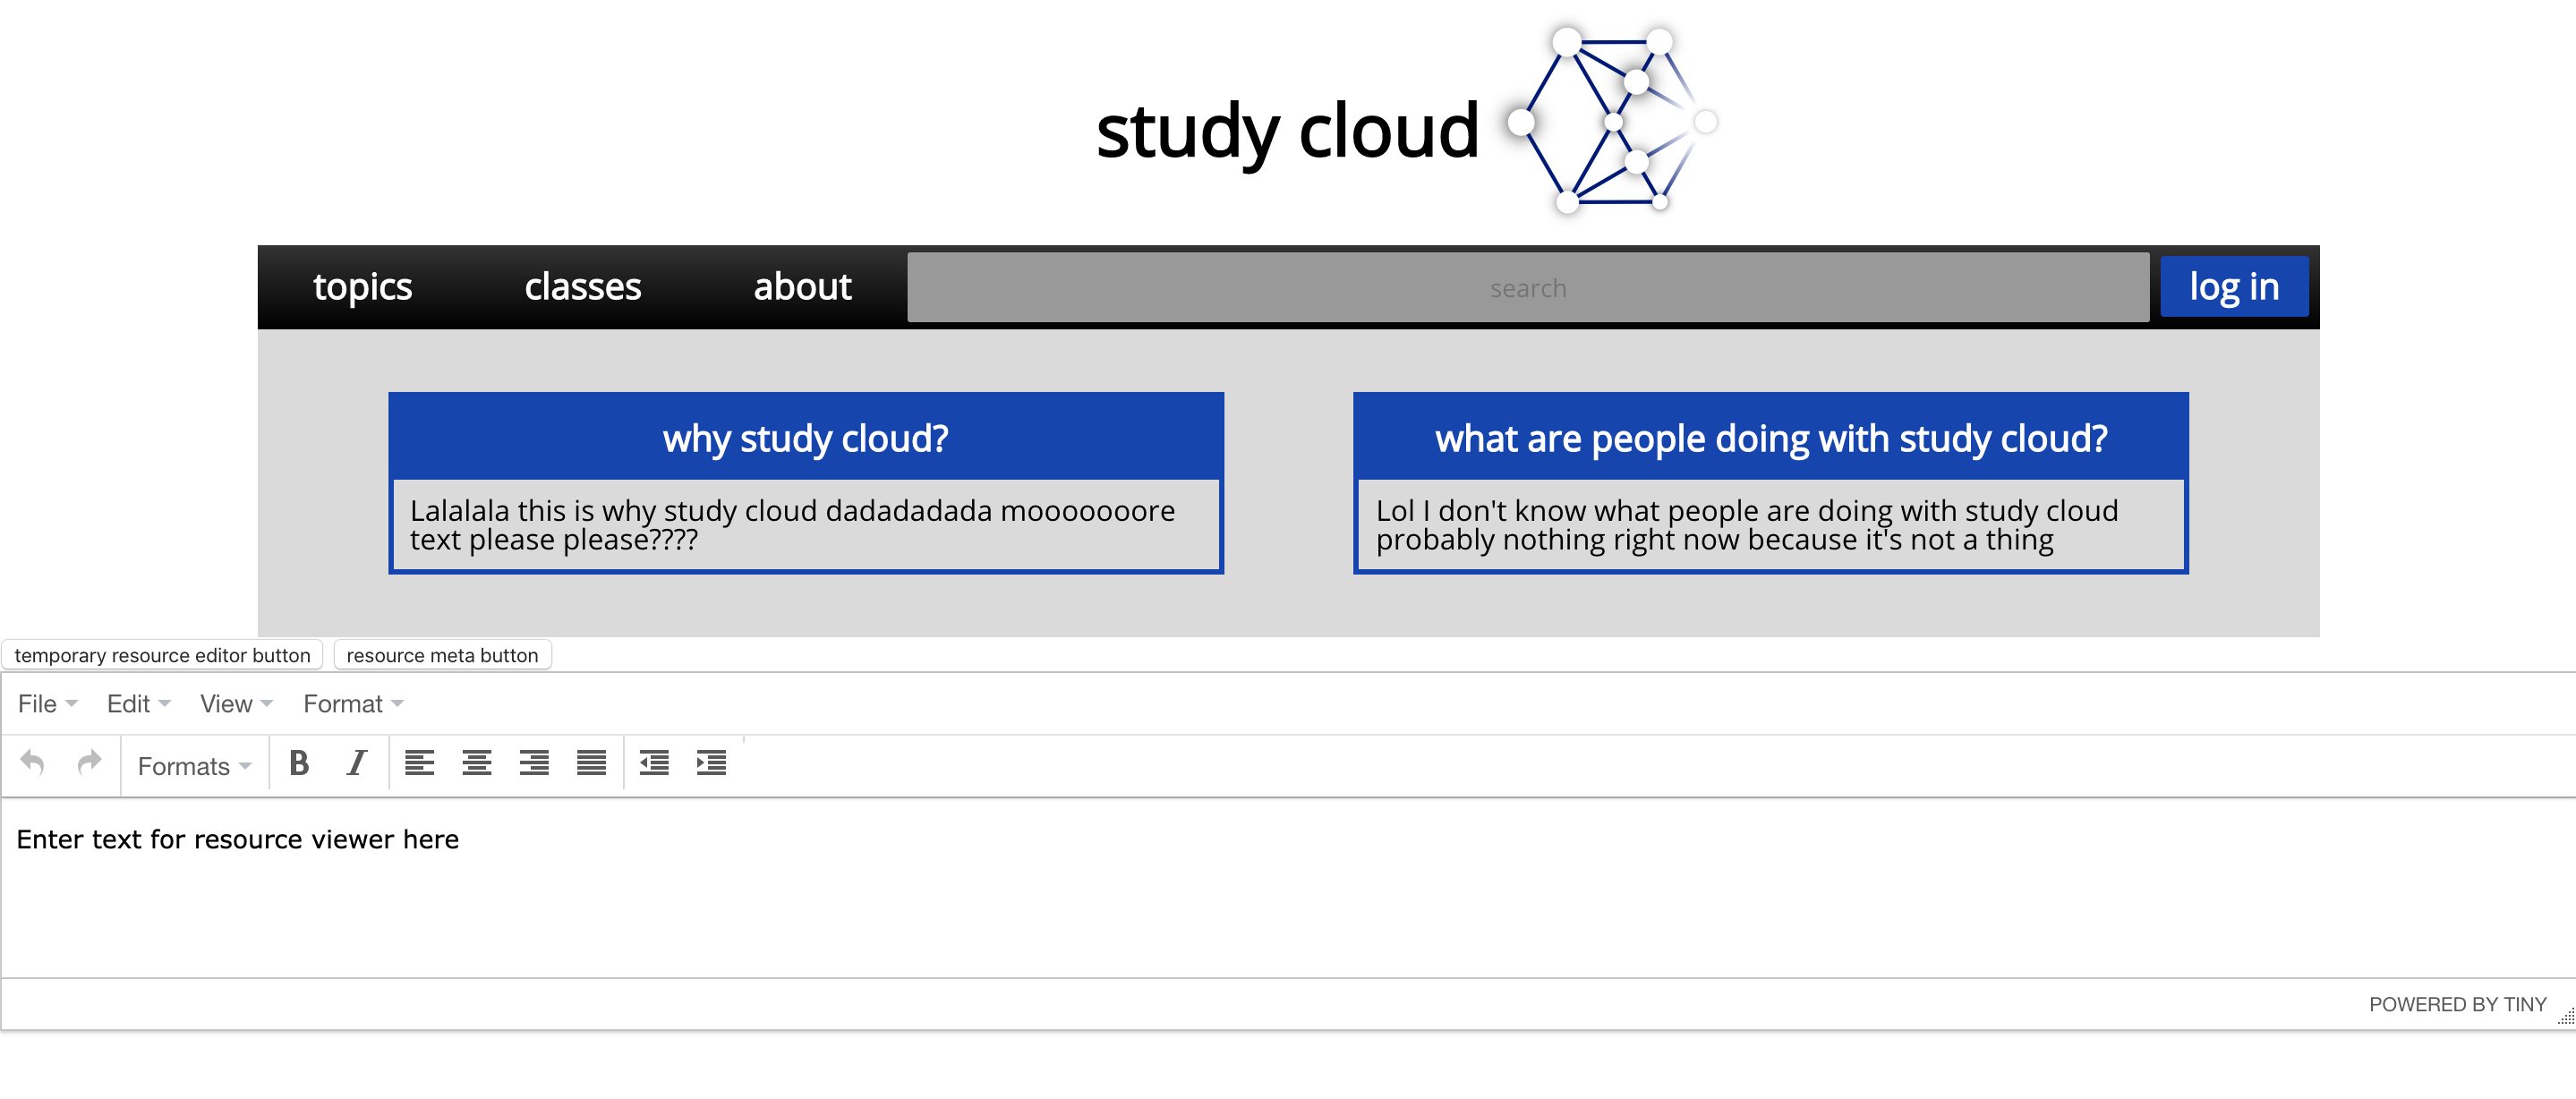 study cloud
topics classes about search log in
why study cloud?
Lalalala this is why study cloud dadadadada mooooooore
text please please????
what are people doing with study cloud?
Lol I don't know what people are doing with study cloud
probably nothing right now because it's not a thing
temporary resource editor button resource meta button
File Edit View Format
Formats B I
Enter text for resource viewer here
POWERED BY TINY